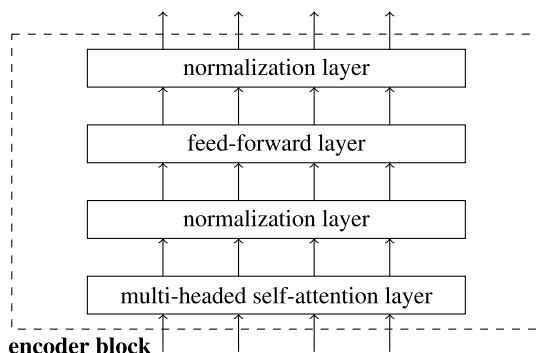 normalization layer
feed-forward layer
normalization layer
multi-headed self-attention layer
encoder block